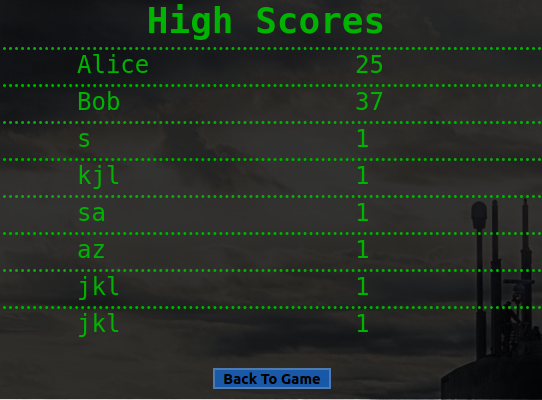 High Scores
Alice 25
Bob 37
s 1
kjl 1
sa 1
az 1
jkl 1
jkl 1
Back To Game